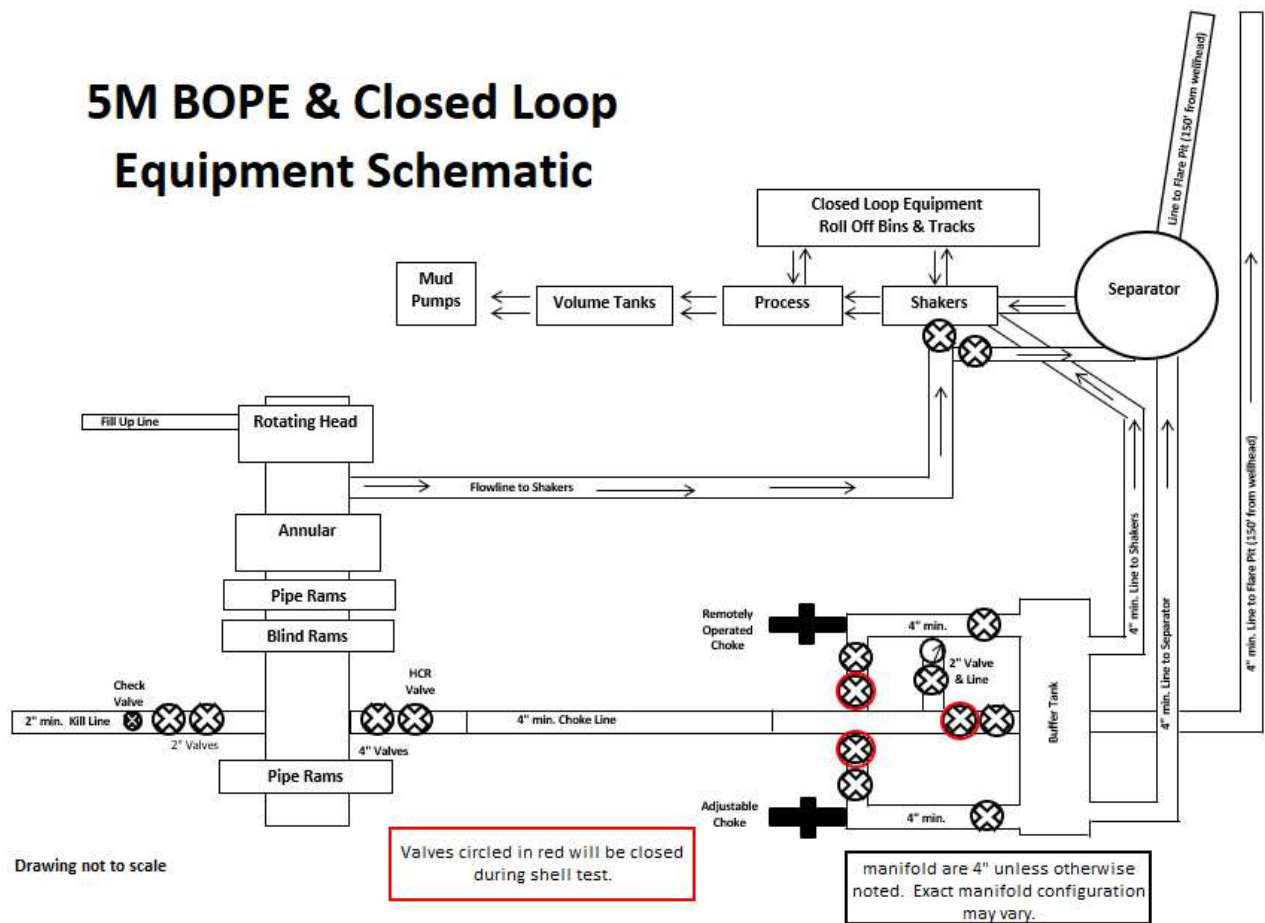 5M BOPE & Closed Loop
Equipment Schematic
Line to Flare Pit (150' from wellhead)
Closed Loop Equipment
Roll Off Bins & Tracks
Mud
Pumps
Volume Tanks
Process
Shakers
Separator
Fill Up Line
Rotating Head
Flowline to Shakers
Annular
Pipe Rams
Blind Rams
4" min. Line to Shakers
4" min. Line to Separator
4" min. Line to Flare Pit (150' from wellhead)
Remotely
Operated
Choke
4" min.
2" Valve
& Line
Check
Valve
HCR
Valve
2" min. Kill Line
4" min. Choke Line
Buffer Tank
2" Valves
4" Valves
Pipe Rams
Adjustable
Choke
4" min.
Drawing not to scale
Valves circled in red will be closed
during shell test.
manifold are 4" unless otherwise
noted. Exact manifold configuration
may vary.